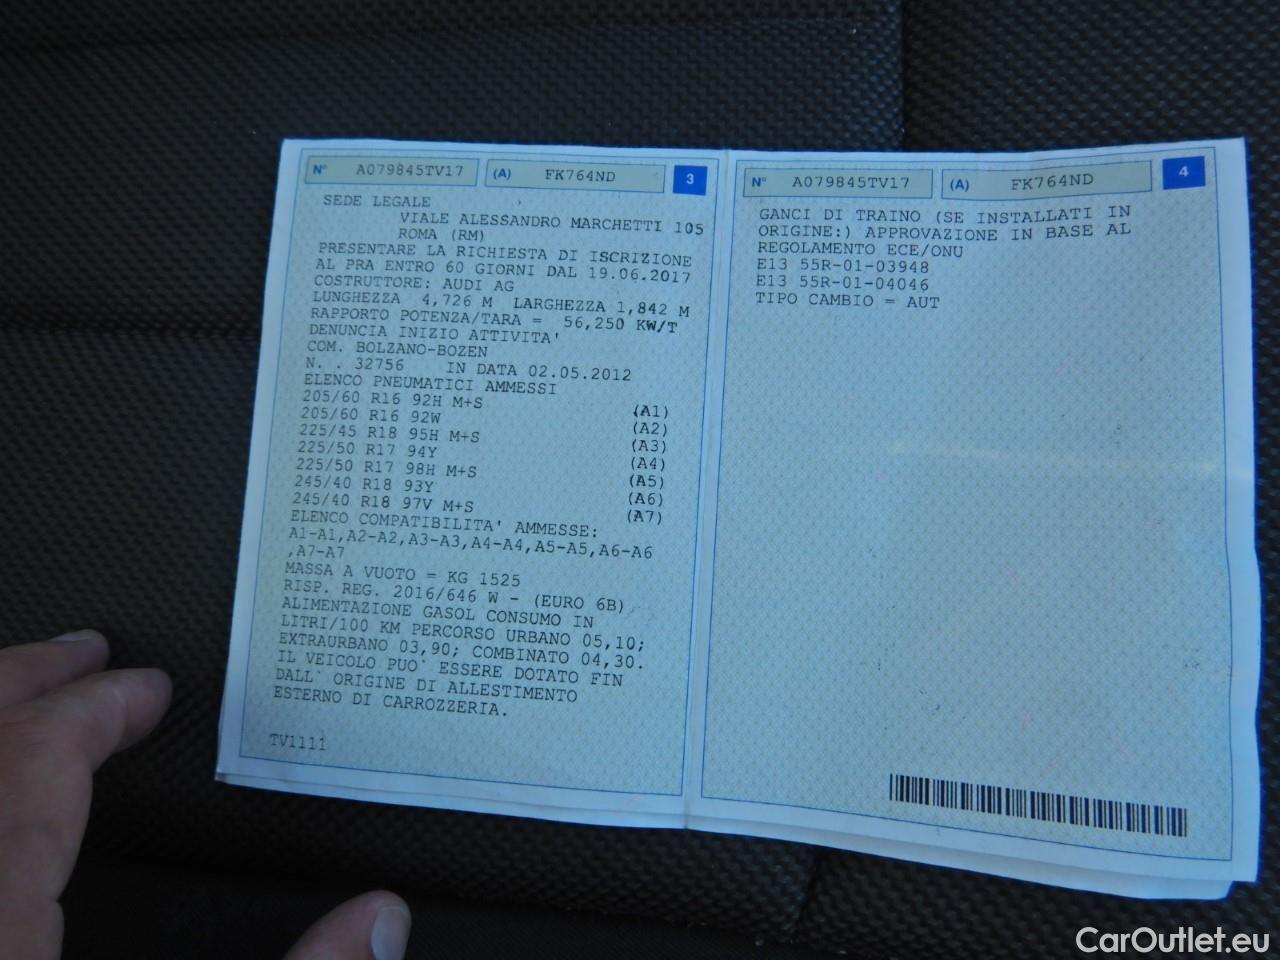 N° A079845TV17 (A) FK764ND 3
SEDE LEGALE
VIALE ALESSANDRO MARCHETTI 105
ROMA (RM)
PRESENTARE LA RICHIESTA DI ISCRIZIONE
AL PRA ENTRO 60 GIORNI DAL 19.06.2017
COSTRUTTORE: AUDI AG
LUNGHEZZA 4,726 M LARGHEZZA 1,842 M
RAPPORTO POTENZA/TARA = 56,250 KW/T
DENUNCIA INIZIO ATTIVITA'
COM. BOLZANO-BOZEN
N. . 32756 IN DATA 02.05.2012
ELENCO PNEUMATICI AMMESSI
205/60 R16 92H M+S (A1)
205/60 R16 92W (A2)
225/45 R18 95H M+S (A3)
225/50 R17 94Y (A4)
225/50 R17 98H M+S (A5)
245/40 R18 93Y (A6)
245/40 R18 97V M+S (A7)
ELENCO COMPATIBILITA' AMMESSE:
A1-A1,A2-A2,A3-A3,A4-A4,A5-A5,A6-A6
,A7-A7
MASSA A VUOTO = KG 1525
RISP. REG. 2016/646 W - (EURO 6B)
ALIMENTAZIONE GASOL CONSUMO IN
LITRI/100 KM PERCORSO URBANO 05,10;
EXTRAURBANO 03,90; COMBINATO 04,30.
IL VEICOLO PUO` ESSERE DOTATO FIN
DALL` ORIGINE DI ALLESTIMENTO
ESTERNO DI CARROZZERIA.
TV1111
N° A079845TV17 (A) FK764ND 4
GANCI DI TRAINO (SE INSTALLATI IN
ORIGINE:) APPROVAZIONE IN BASE AL
REGOLAMENTO ECE/ONU
E13 55R-01-03948
E13 55R-01-04046
TIPO CAMBIO = AUT
CarOutlet.eu